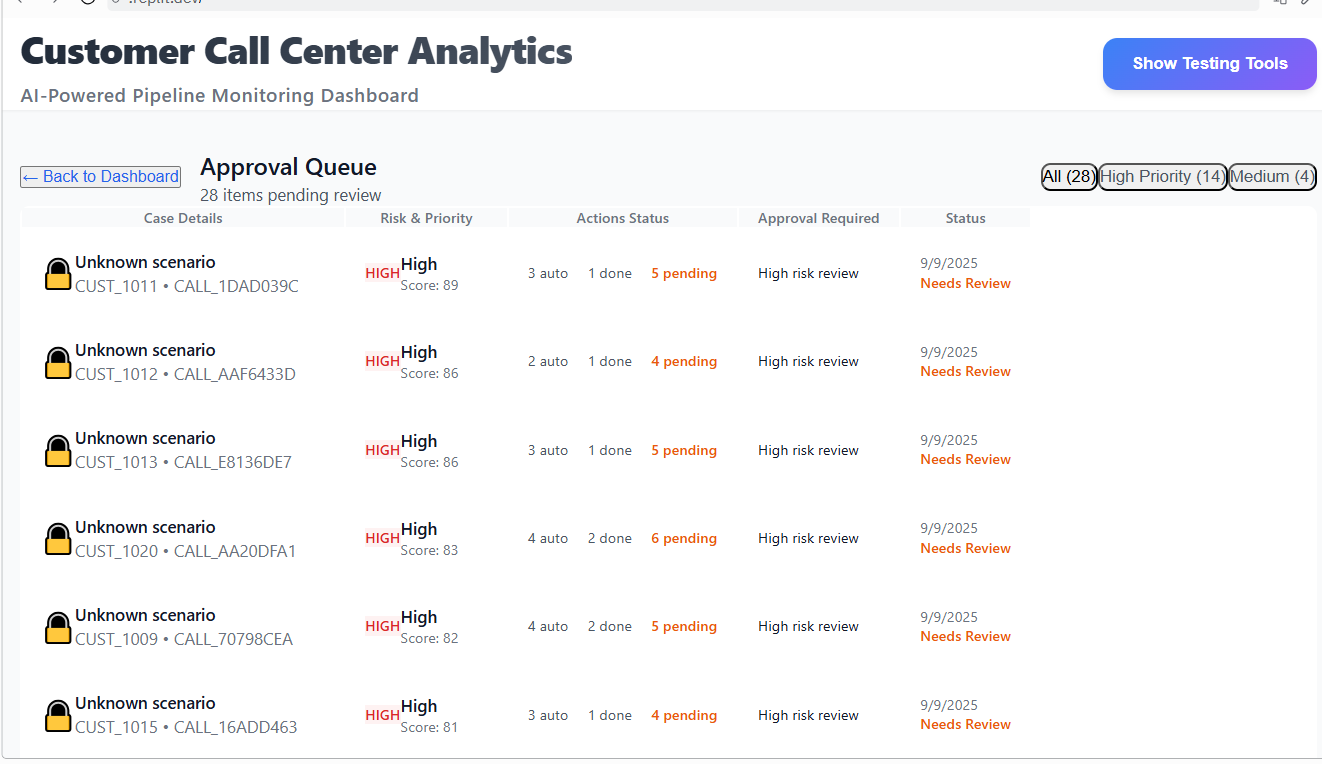 Customer Call Center Analytics
Show Testing Tools
AI-Powered Pipeline Monitoring Dashboard
← Back to Dashboard
Approval Queue
28 items pending review
All (28) High Priority (14) Medium (4)
Case Details Risk & Priority Actions Status Approval Required Status
Unknown scenario
CUST_1011 • CALL_1DAD039C
HIGH High
Score: 89
3 auto 1 done 5 pending
High risk review
9/9/2025
Needs Review
Unknown scenario
CUST_1012 • CALL_AAF6433D
HIGH High
Score: 86
2 auto 1 done 4 pending
High risk review
9/9/2025
Needs Review
Unknown scenario
CUST_1013 • CALL_E8136DE7
HIGH High
Score: 86
3 auto 1 done 5 pending
High risk review
9/9/2025
Needs Review
Unknown scenario
CUST_1020 • CALL_AA20DFA1
HIGH High
Score: 83
4 auto 2 done 6 pending
High risk review
9/9/2025
Needs Review
Unknown scenario
CUST_1009 • CALL_70798CEA
HIGH High
Score: 82
4 auto 2 done 5 pending
High risk review
9/9/2025
Needs Review
Unknown scenario
CUST_1015 • CALL_16ADD463
HIGH High
Score: 81
3 auto 1 done 4 pending
High risk review
9/9/2025
Needs Review